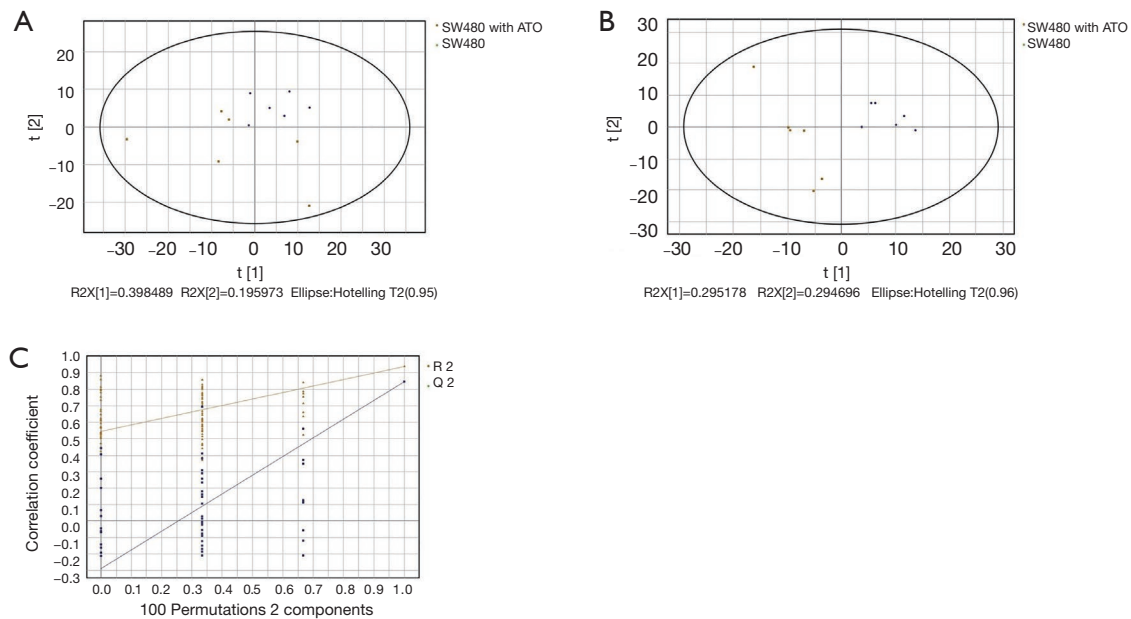 A
t [2]
20
10
0
−10
−20
−30 −20 −10 0 10 20 30
t [1]
R2X[1]=0.398489 R2X[2]=0.195973 Ellipse:Hotelling T2(0.95)
SW480 with ATO
SW480
B
t [2]
30
20
10
0
−10
20
−30
−30 −20 −10 0 10 20 30
t [1]
R2X[1]=0.295178 R2X[2]=0.294696 Ellipse:Hotelling T2(0.96)
SW480 with ATO
SW480
C
Correlation coefficient
1.0
0.9
0.8
0.7
0.6
0.5
0.4
0.3
0.2
0.1
0.0
−0.1
−0.2
−0.3
0.0 0.1 0.2 0.3 0.4 0.5 0.6 0.7 0.8 0.9 1.0
100 Permutations 2 components
R 2
Q 2